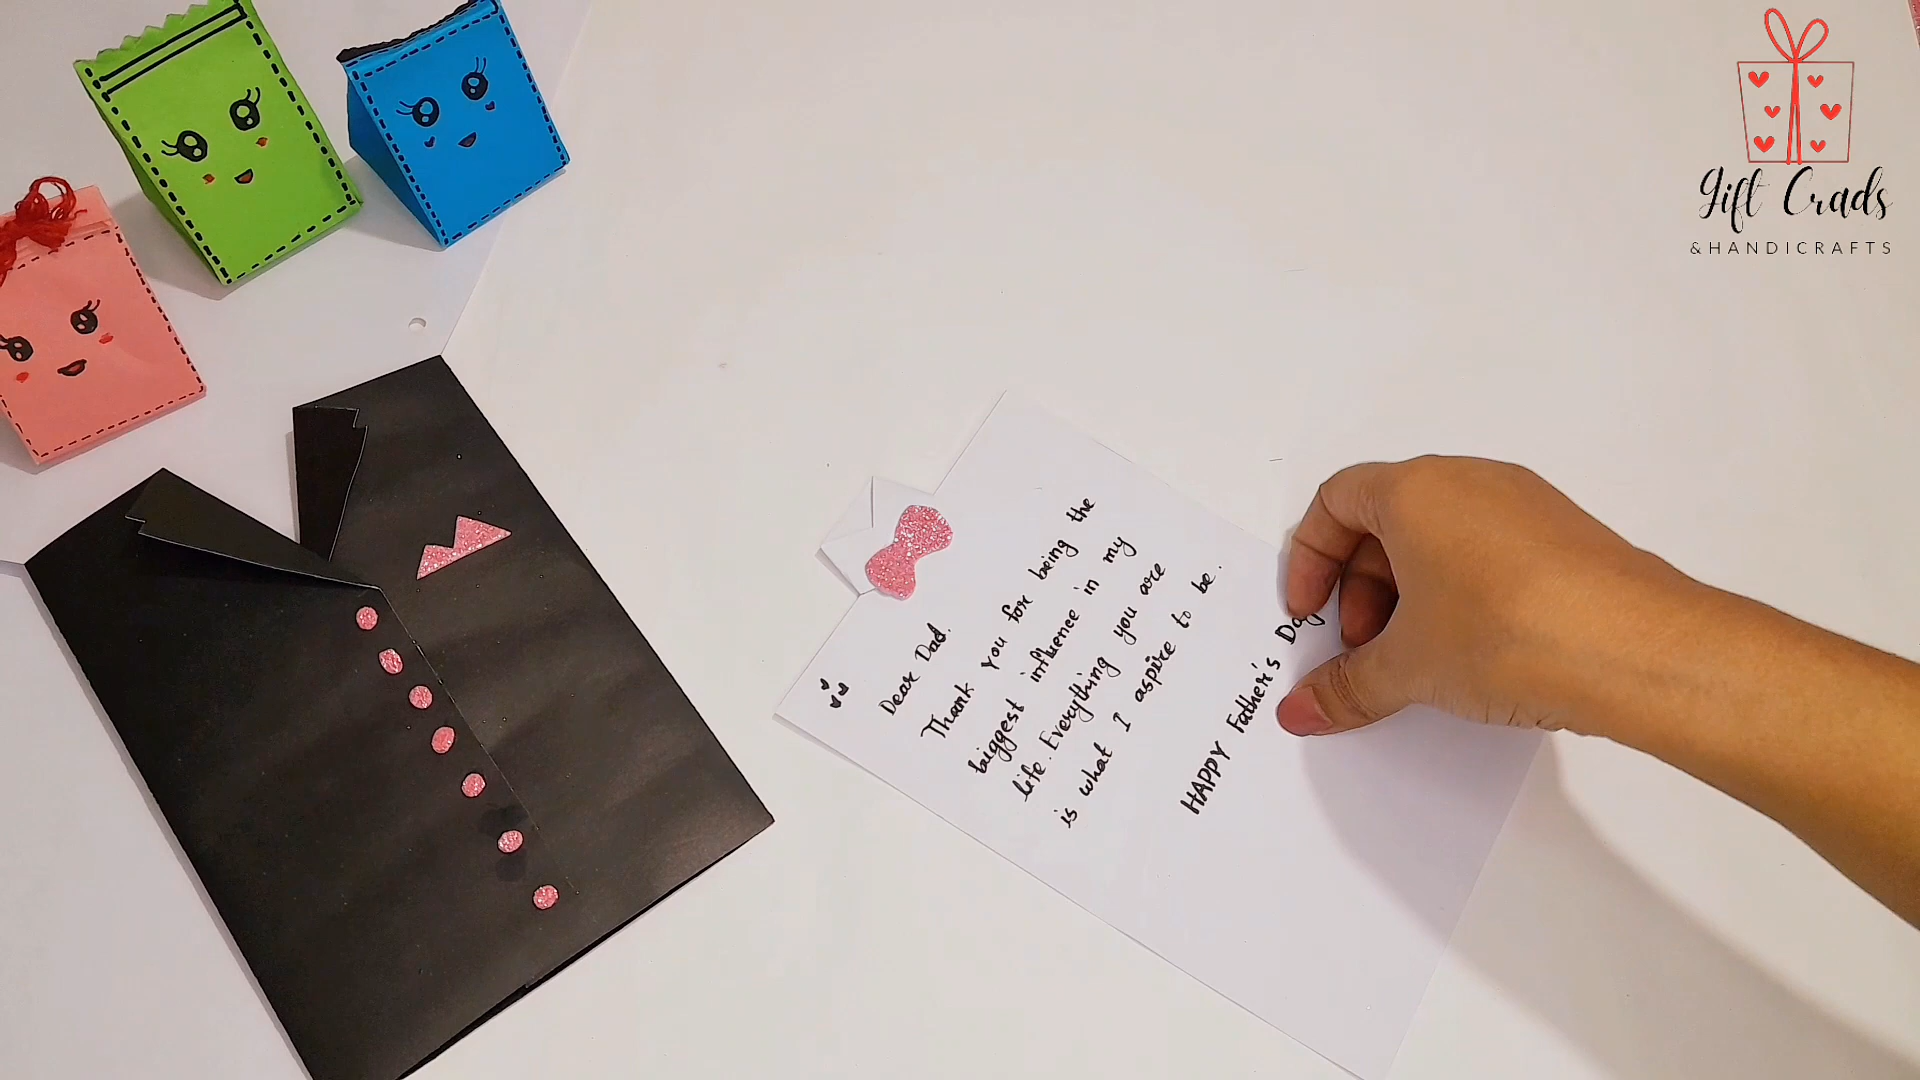 Gift Crads
&HANDICRAFTS
Dear Dad.
Thank you for being the
biggest influence in my
life. Everything you are
is what I aspire to be.
HAPPY Father's Day